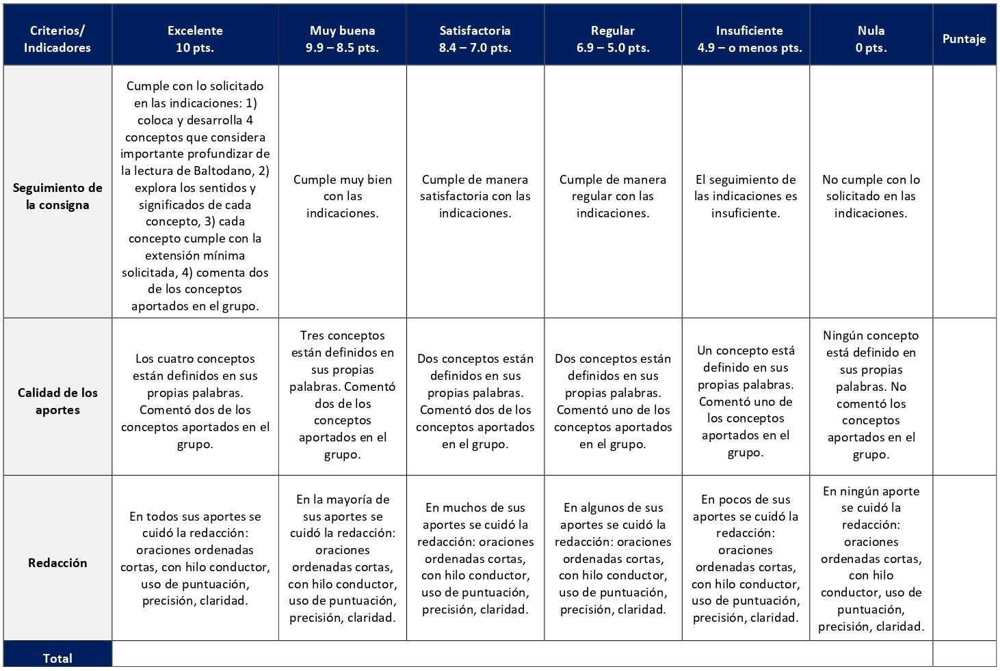 Criterios/
Indicadores
Excelente
10 pts.
Muy buena
9.9 – 8.5 pts.
Satisfactoria
8.4 – 7.0 pts.
Regular
6.9 – 5.0 pts.
Insuficiente
4.9 – o menos pts.
Nula
0 pts.
Puntaje
Seguimiento de
la consigna
Cumple con lo solicitado
en las indicaciones: 1)
coloca y desarrolla 4
conceptos que considera
importante profundizar de
la lectura de Baltodano, 2)
explora los sentidos y
significados de cada
concepto, 3) cada
concepto cumple con la
extensión mínima
solicitada, 4) comenta dos
de los conceptos
aportados en el grupo.
Cumple muy bien
con las
indicaciones.
Cumple de manera
satisfactoria con las
indicaciones.
Cumple de manera
regular con las
indicaciones.
El seguimiento de
las indicaciones es
insuficiente.
No cumple con lo
solicitado en las
indicaciones.
Calidad de los
aportes
Los cuatro conceptos
están definidos en sus
propias palabras.
Comentó dos de los
conceptos aportados en el
grupo.
Tres conceptos
están definidos en
sus propias
palabras. Comentó
dos de los
conceptos
aportados en el
grupo.
Dos conceptos están
definidos en sus
propias palabras.
Comentó dos de los
conceptos aportados
en el grupo.
Dos conceptos están
definidos en sus
propias palabras.
Comentó uno de los
conceptos aportados
en el grupo.
Un concepto está
definido en sus
propias palabras.
Comentó uno de
los conceptos
aportados en el
grupo.
Ningún concepto
está definido en
sus propias
palabras. No
comentó los
conceptos
aportados en el
grupo.
Redacción
En todos sus aportes se
cuidó la redacción:
oraciones ordenadas
cortas, con hilo conductor,
uso de puntuación,
precisión, claridad.
En la mayoría de
sus aportes se
cuidó la redacción:
oraciones
ordenadas cortas,
con hilo conductor,
uso de puntuación,
precisión, claridad.
En muchos de sus
aportes se cuidó la
redacción: oraciones
ordenadas cortas,
con hilo conductor,
uso de puntuación,
precisión, claridad.
En algunos de sus
aportes se cuidó la
redacción: oraciones
ordenadas cortas,
con hilo conductor,
uso de puntuación,
precisión, claridad.
En pocos de sus
aportes se cuidó la
redacción:
oraciones
ordenadas cortas,
con hilo conductor,
uso de puntuación,
precisión, claridad.
En ningún aporte
se cuidó la
redacción:
oraciones
ordenadas cortas,
con hilo
conductor, uso de
puntuación,
precisión, claridad.
Total